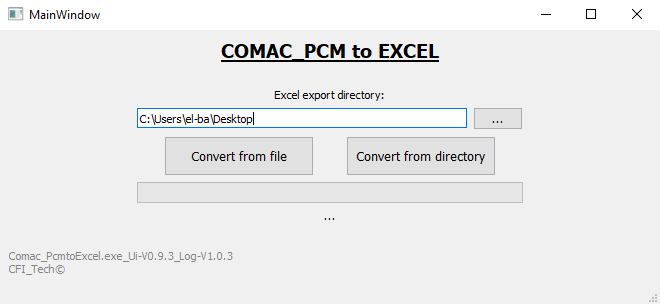 MainWindow
COMAC_PCM to EXCEL
Excel export directory:
C:\Users\el-ba\Desktop
...
Convert from file
Convert from directory
...
Comac_PcmtoExcel.exe_Ui-V0.9.3_Log-V1.0.3
CFI_Tech©